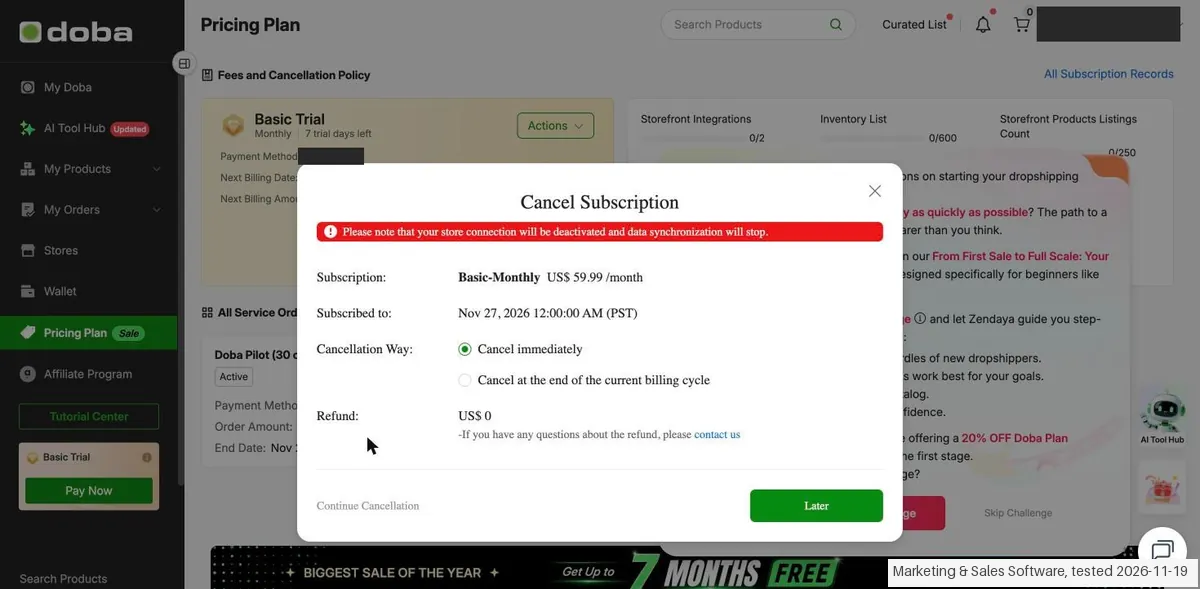 doba
Pricing Plan
Search Products
Curated List
0
My Doba
AI Tool Hub Updated
My Products
My Orders
Stores
Wallet
Pricing Plan Sale
Affiliate Program
Tutorial Center
Basic Trial
Pay Now
Search Products
Fees and Cancellation Policy
All Subscription Records
Basic Trial
Monthly 7 trial days left
Actions
Payment Method
Next Billing Date:
Next Billing Amou
Storefront Integrations
0/2
Inventory List
0/600
Storefront Products Listings
Count
0/250
All Service Ord
Doba Pilot (30 c
Active
Payment Metho
Order Amount:
End Date: Nov
Cancel Subscription
Please note that your store connection will be deactivated and data synchronization will stop.
Subscription: Basic-Monthly US$ 59.99 /month
Subscribed to: Nov 27, 2026 12:00:00 AM (PST)
Cancellation Way: Cancel immediately
Cancel at the end of the current billing cycle
Refund: US$ 0
-If you have any questions about the refund, please contact us
Continue Cancellation
Later
ons on starting your dropshipping
y as quickly as possible? The path to a
arer than you think.
n our From First Sale to Full Scale: Your
esigned specifically for beginners like
ge and let Zendaya guide you step-
:
rdles of new dropshippers.
s work best for your goals.
alog.
fidence.
e offering a 20% OFF Doba Plan
he first stage.
ge?
ge
Skip Challenge
AI Tool Hub
BIGGEST SALE OF THE YEAR
Get Up to 7 MONTHS FREE
Marketing & Sales Software, tested 2026-11-19